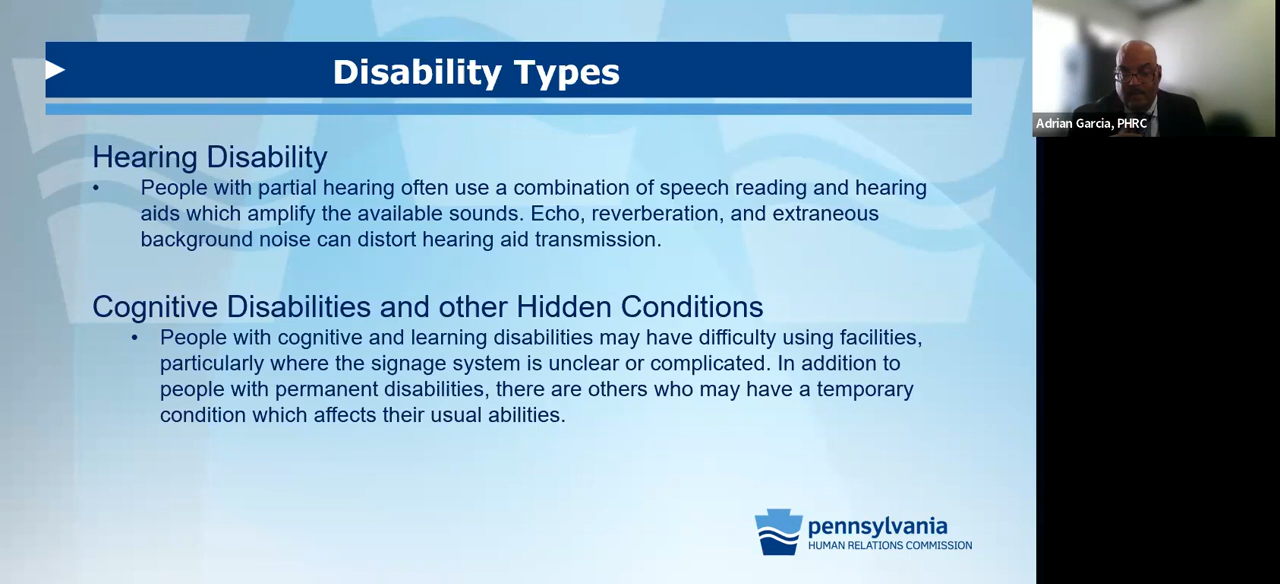 Disability Types
Hearing Disability
• People with partial hearing often use a combination of speech reading and hearing
aids which amplify the available sounds. Echo, reverberation, and extraneous
background noise can distort hearing aid transmission.
Cognitive Disabilities and other Hidden Conditions
• People with cognitive and learning disabilities may have difficulty using facilities,
particularly where the signage system is unclear or complicated. In addition to
people with permanent disabilities, there are others who may have a temporary
condition which affects their usual abilities.
pennsylvania
HUMAN RELATIONS COMMISSION
Adrian Garcia, PHRC